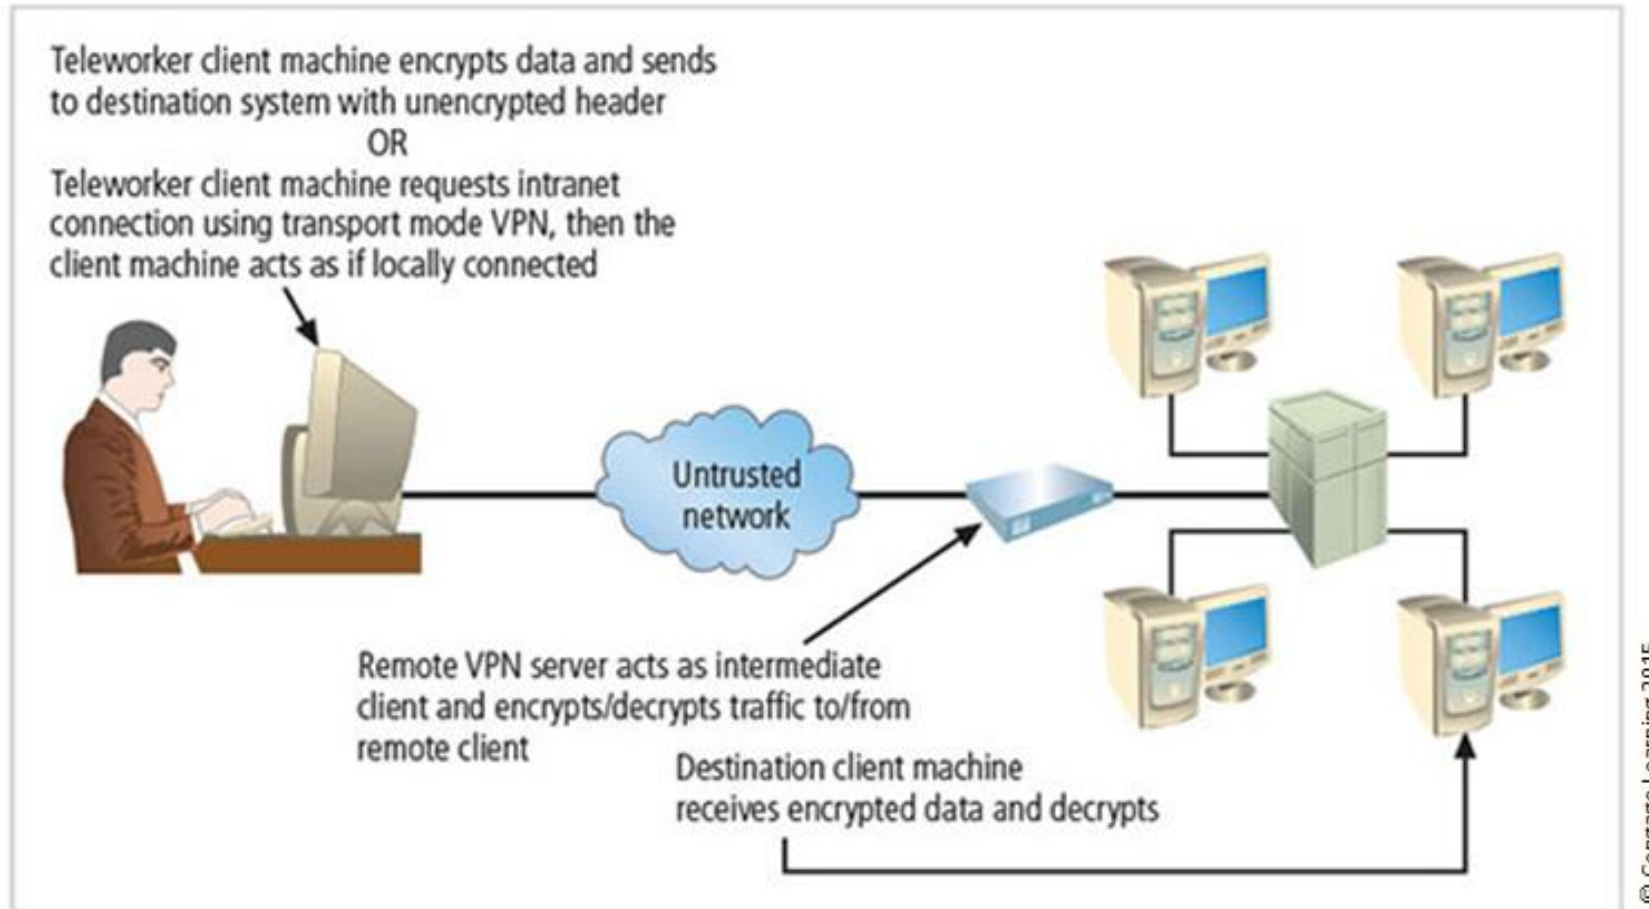 Teleworker client machine encrypts data and sends
to destination system with unencrypted header
OR
Teleworker client machine requests intranet
connection using transport mode VPN, then the
client machine acts as if locally connected
Untrusted
network
Remote VPN server acts as intermediate
client and encrypts/decrypts traffic to/from
remote client
Destination client machine
receives encrypted data and decrypts
© Cengage Learning 2015